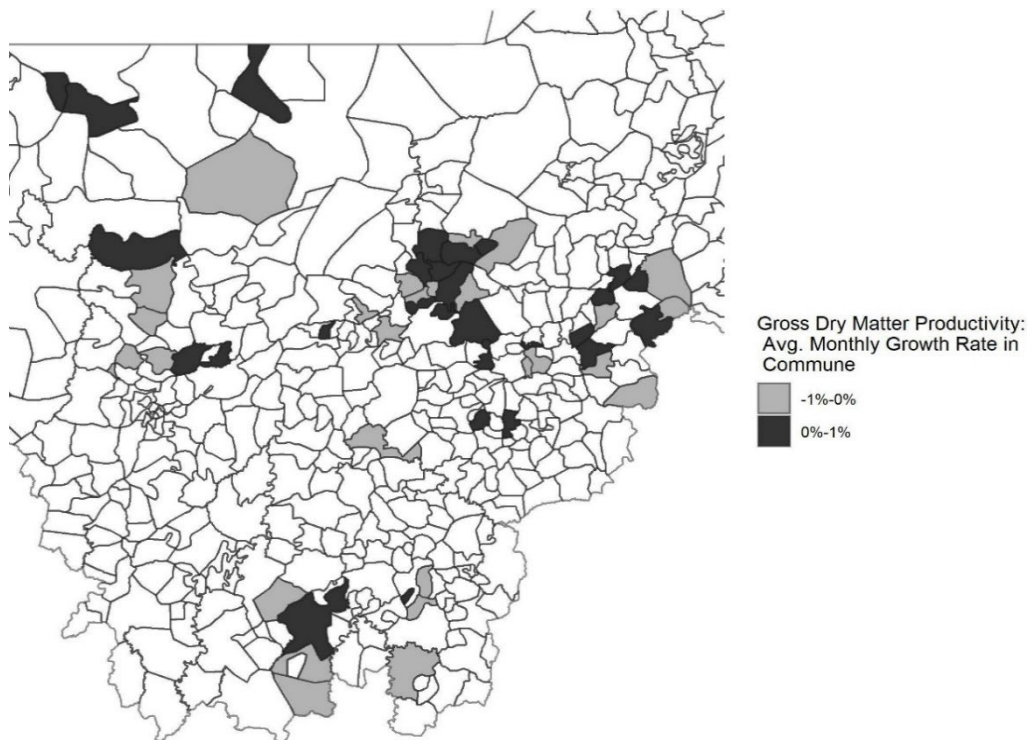 Gross Dry Matter Productivity:
Avg. Monthly Growth Rate in
Commune
-1%-0%
0%-1%